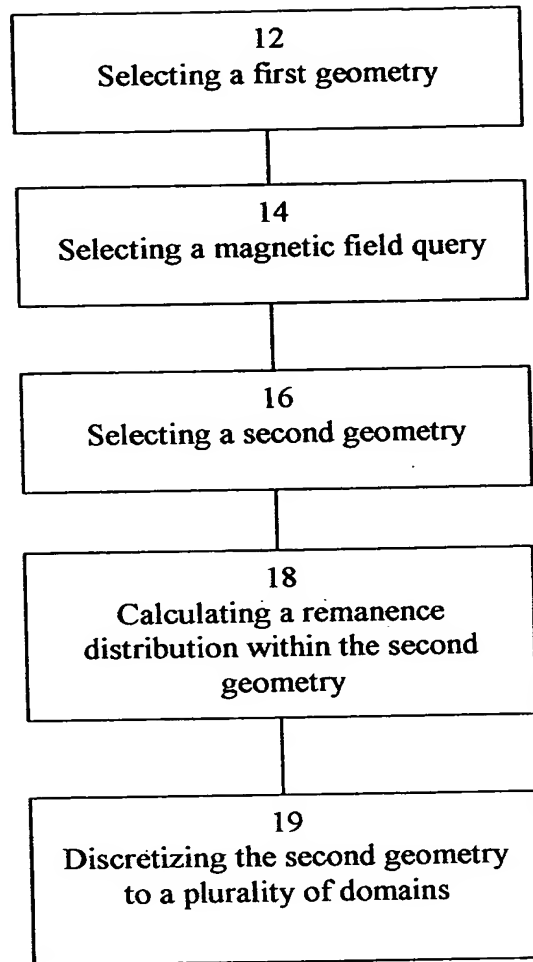 12
Selecting a first geometry
14
Selecting a magnetic field query
16
Selecting a second geometry
18
Calculating a remanence
distribution within the second
geometry
19
Discretizing the second geometry
to a plurality of domains